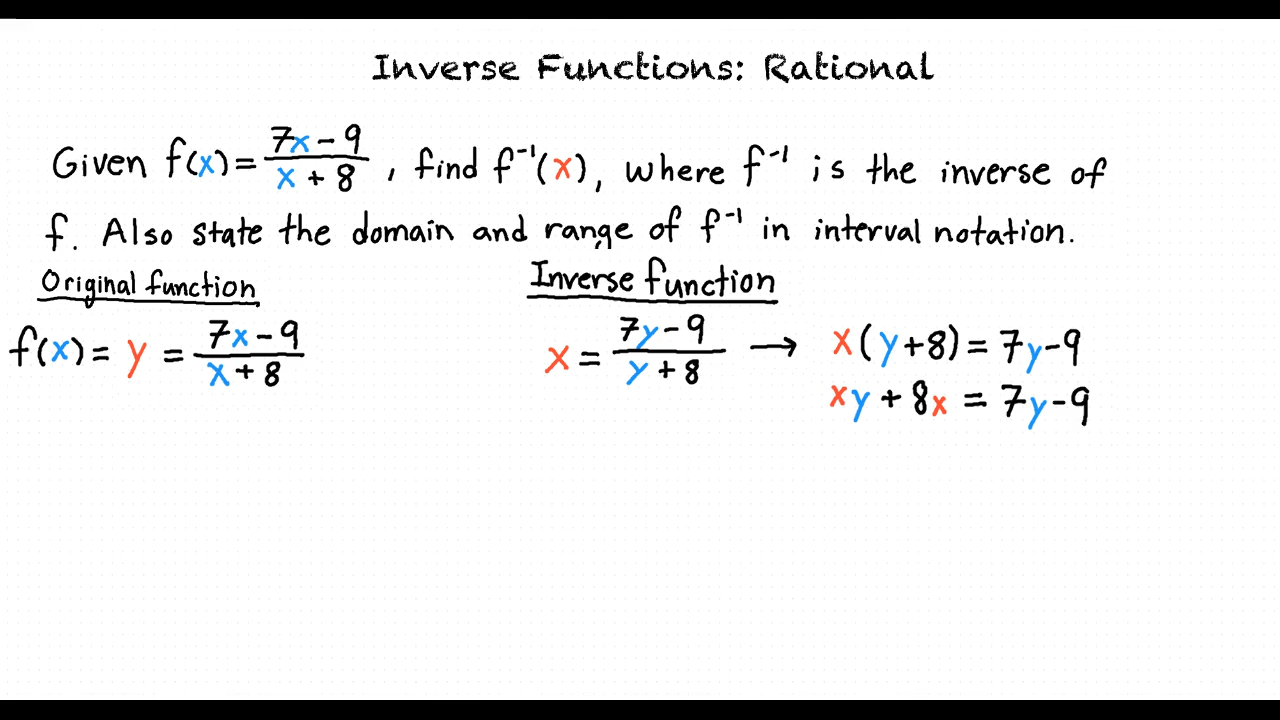 Inverse Functions: Rational
Given f(x) = (7x - 9)/(x + 8), find f⁻¹(x), where f⁻¹ is the inverse of
f. Also state the domain and range of f⁻¹ in interval notation.
Original function
f(x) = y = (7x - 9)/(x + 8)
Inverse function
x = (7y - 9)/(y + 8) → x(y + 8) = 7y - 9
xy + 8x = 7y - 9